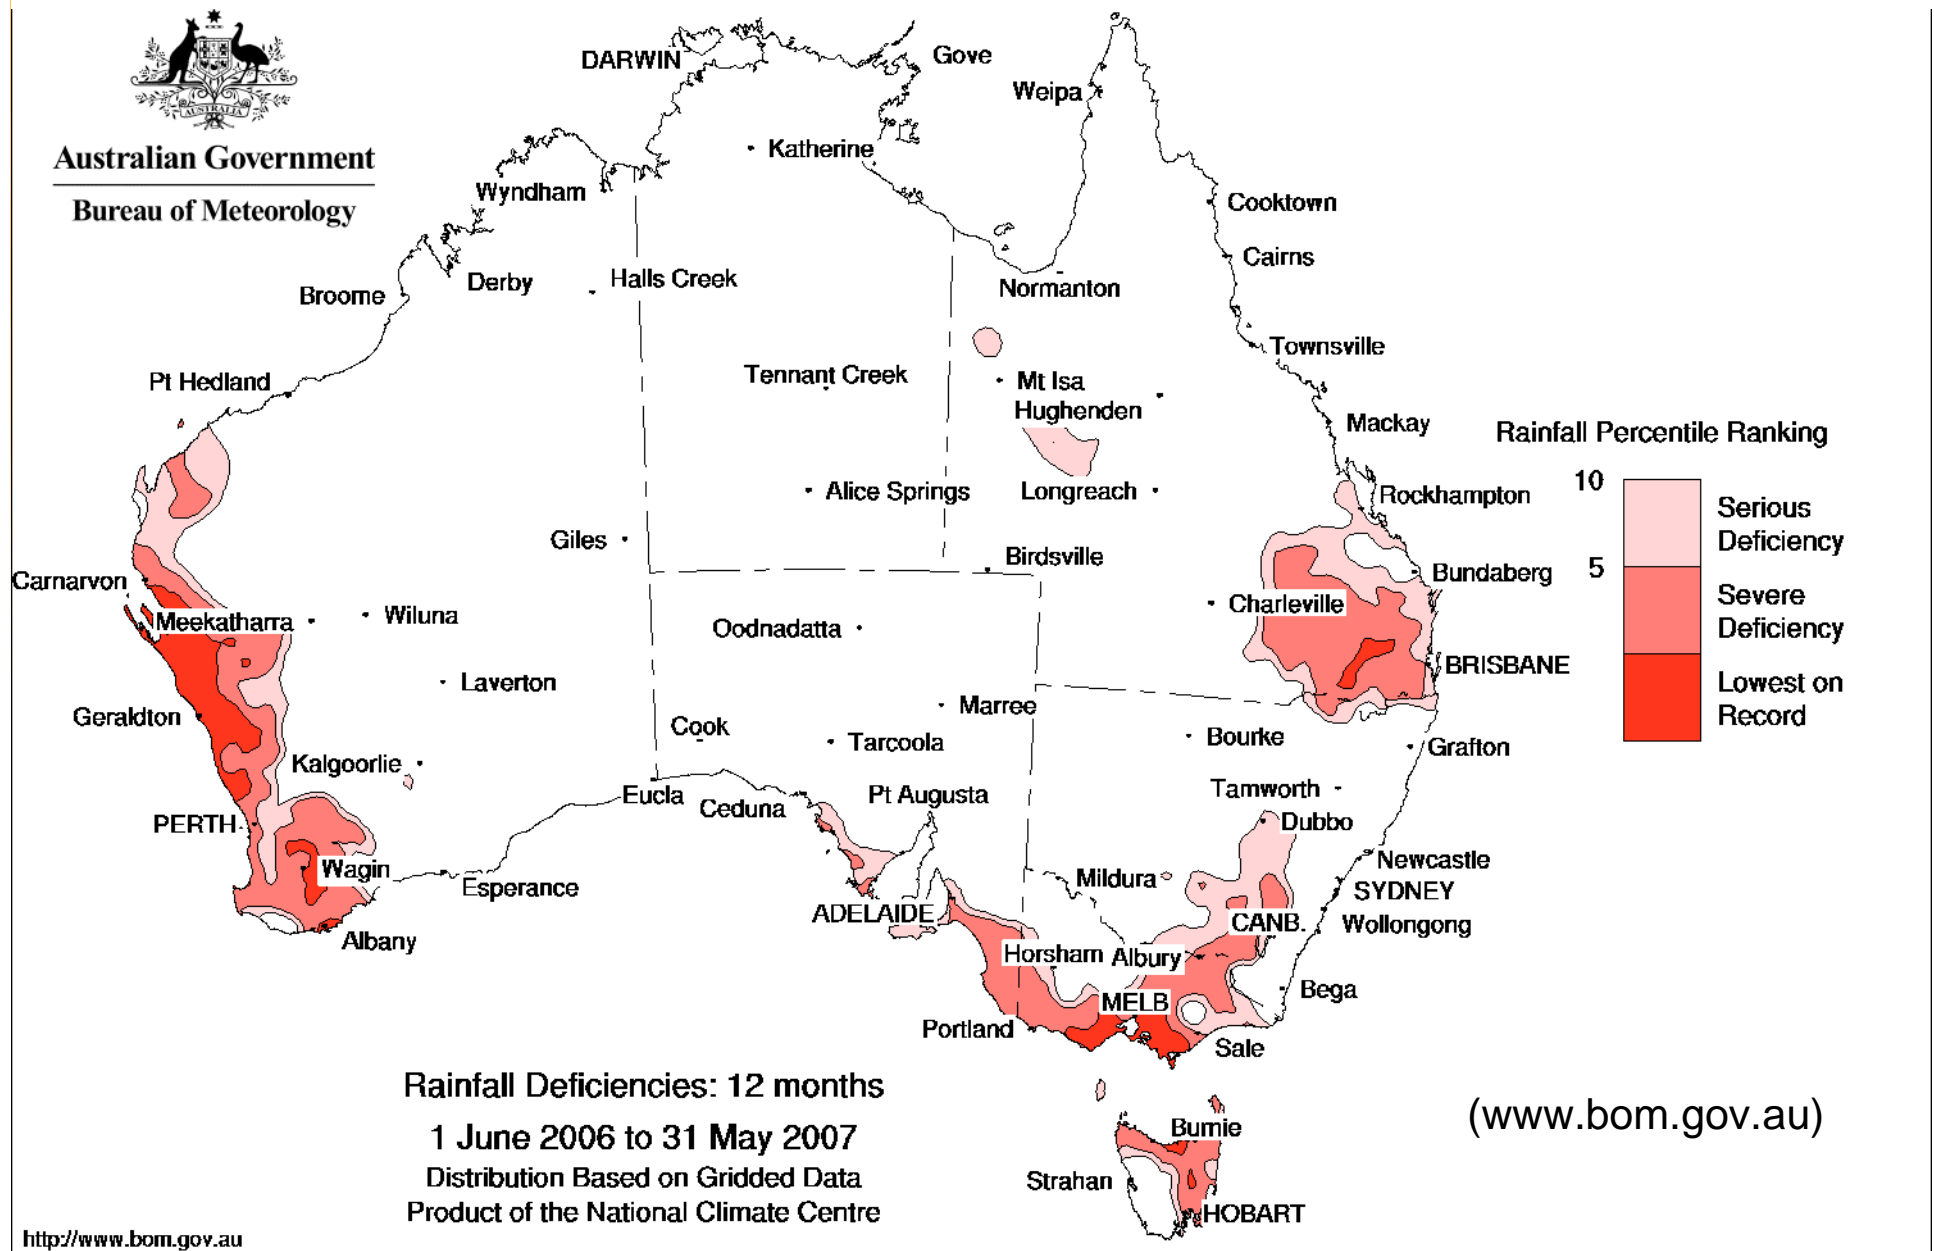 AUSTRALIA
Australian Government
Bureau of Meteorology
DARWIN
Gove
Weipa
Katherine
Wyndham
Cooktown
Cairns
Derby
Halls Creek
Broome
Normanton
Townsville
Pt Hedland
Tennant Creek
Mt Isa
Hughenden
Mackay
Alice Springs
Longreach
Rockhampton
Giles
Birdsville
Carnarvon
Bundaberg
Charleville
Meekatharra
Wiluna
Oodnadatta
BRISBANE
Laverton
Marree
Geraldton
Cook
Tarcoola
Bourke
Grafton
Kalgoorlie
Eucla
Ceduna
Pt Augusta
Tamworth
PERTH
Dubbo
Newcastle
Wagin
Esperance
Mildura
SYDNEY
ADELAIDE
CANB.
Wollongong
Albany
Horsham
Albury
Bega
MELB
Portland
Sale
Burnie
Strahan
HOBART
Rainfall Percentile Ranking
10
Serious
Deficiency
5
Severe
Deficiency
Lowest on
Record
Rainfall Deficiencies: 12 months
1 June 2006 to 31 May 2007
Distribution Based on Gridded Data
Product of the National Climate Centre
(www.bom.gov.au)
http://www.bom.gov.au